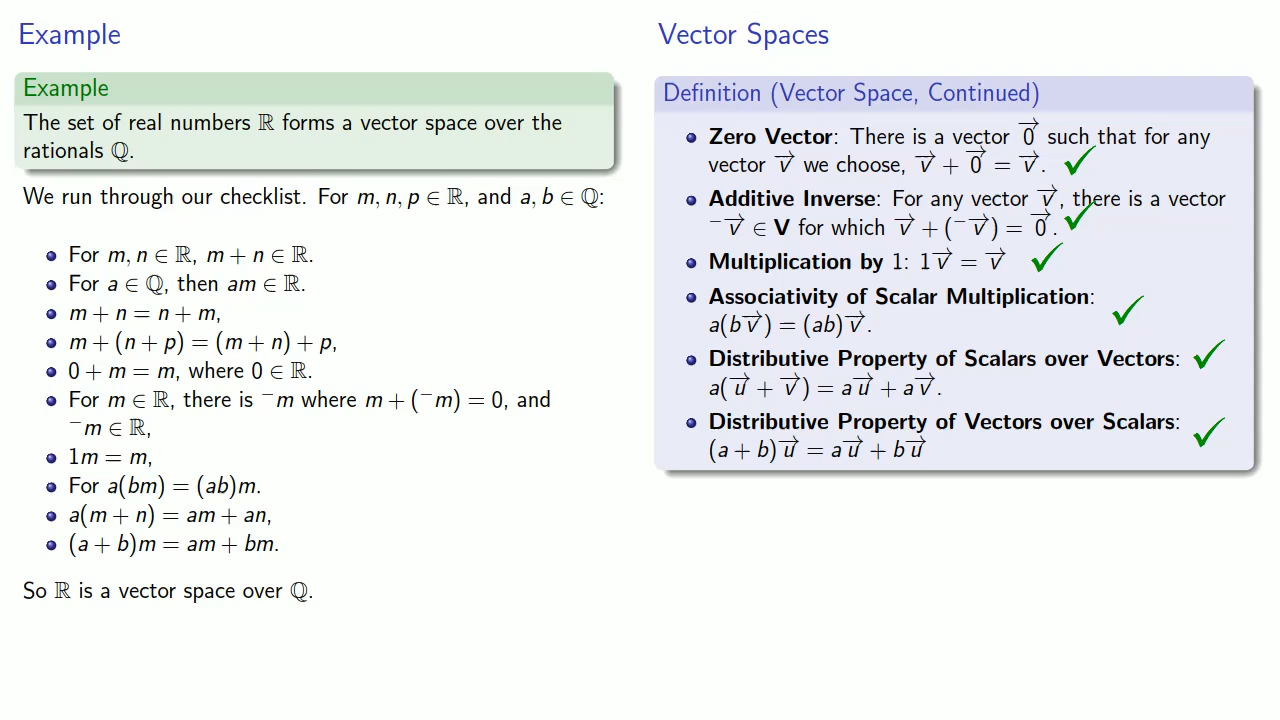 Example
Example
The set of real numbers ℝ forms a vector space over the
rationals ℚ.
We run through our checklist. For m, n, p ∈ ℝ, and a, b ∈ ℚ:
• For m, n ∈ ℝ, m + n ∈ ℝ.
• For a ∈ ℚ, then am ∈ ℝ.
• m + n = n + m,
• m + (n + p) = (m + n) + p,
• 0 + m = m, where 0 ∈ ℝ.
• For m ∈ ℝ, there is ⁻m where m + (⁻m) = 0, and
⁻m ∈ ℝ,
• 1m = m,
• For a(bm) = (ab)m.
• a(m + n) = am + an,
• (a + b)m = am + bm.
So ℝ is a vector space over ℚ.
Vector Spaces
Definition (Vector Space, Continued)
• Zero Vector: There is a vector 0⃗ such that for any
vector v⃗ we choose, v⃗ + 0⃗ = v⃗. ✓
• Additive Inverse: For any vector v⃗, there is a vector
⁻v⃗ ∈ V for which v⃗ + (⁻v⃗) = 0⃗. ✓
• Multiplication by 1: 1v⃗ = v⃗ ✓
• Associativity of Scalar Multiplication:
a(bv⃗) = (ab)v⃗. ✓
• Distributive Property of Scalars over Vectors: ✓
a(u⃗ + v⃗) = au⃗ + av⃗.
• Distributive Property of Vectors over Scalars: ✓
(a + b)u⃗ = au⃗ + bu⃗